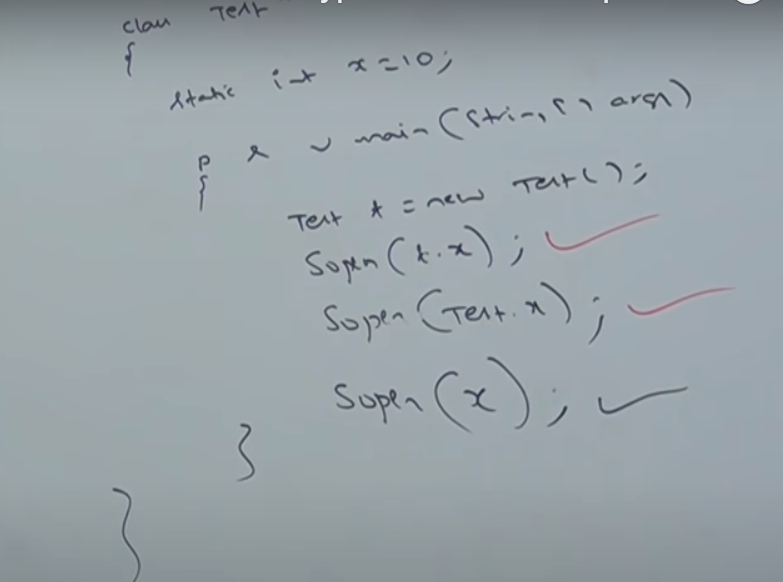 class Test
{
static int x = 10;
p s v main(String[] args)
{
Test t = new Test();
Sopln(t.x);
Sopln(Test.x);
Sopln(x);
}
}